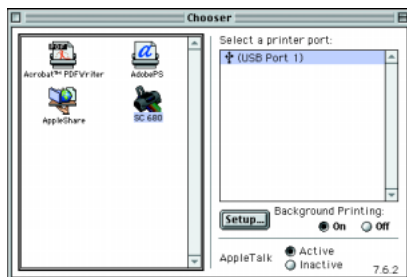 Chooser
Select a printer port:
(USB Port 1)
PDF
Acrobat™ PDFWriter
a
AdobePS
AppleShare
SC 680
Setup...
Background Printing:
On Off
AppleTalk
Active
Inactive
7.6.2